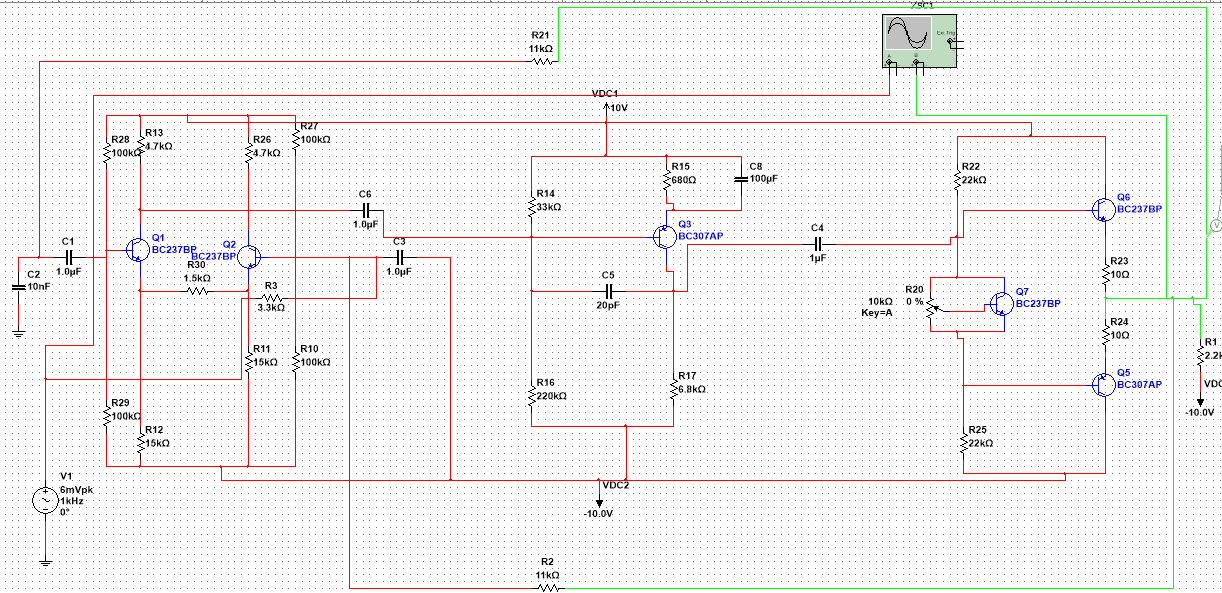 XSC1
Ext Trig
A
B
R21
11kΩ
VDC1
10V
R28
100kΩ
R13
4.7kΩ
R26
4.7kΩ
R27
100kΩ
R15
680Ω
C8
100µF
R14
33kΩ
R22
22kΩ
C6
1.0µF
Q6
BC237BP
Q1
BC237BP
Q2
BC237BP
Q3
BC307AP
C1
1.0µF
C3
1.0µF
C4
1µF
C2
10nF
R30
1.5kΩ
R3
3.3kΩ
C5
20pF
R23
10Ω
R20
10kΩ
0 %
Key=A
Q7
BC237BP
R24
10Ω
R11
15kΩ
R10
100kΩ
R1
2.2k
R16
220kΩ
R17
6.8kΩ
Q5
BC307AP
VDC
-10.0V
R29
100kΩ
R12
15kΩ
R25
22kΩ
V1
6mVpk
1kHz
0°
VDC2
-10.0V
R2
11kΩ
V